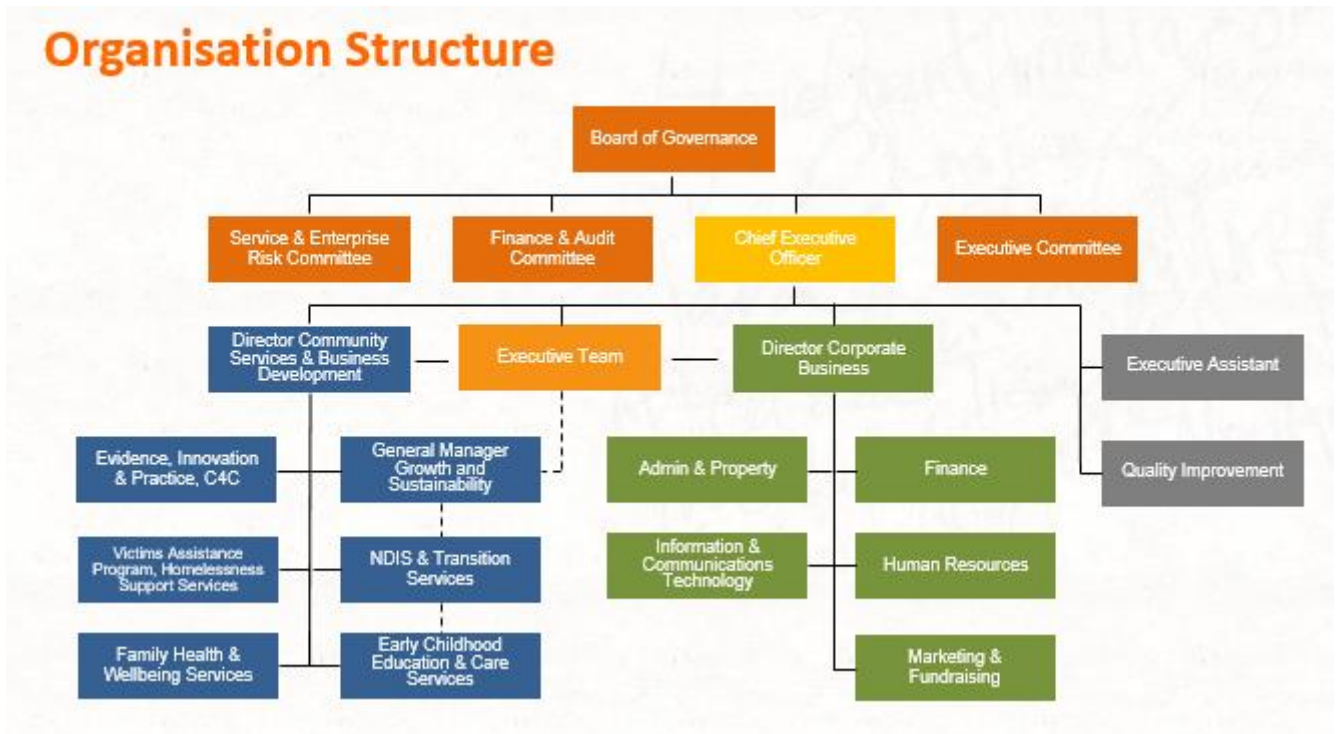 Organisation Structure
Board of Governance
Service & Enterprise
Risk Committee
Finance & Audit
Committee
Chief Executive
Officer
Executive Committee
Director Community
Services & Business
Development
Executive Team
Director Corporate
Business
Executive Assistant
Evidence, Innovation
& Practice, C4C
General Manager
Growth and
Sustainability
Admin & Property
Finance
Quality Improvement
Victims Assistance
Program, Homelessness
Support Services
NDIS & Transition
Services
Information &
Communications
Technology
Human Resources
Family Health &
Wellbeing Services
Early Childhood
Education & Care
Services
Marketing &
Fundraising